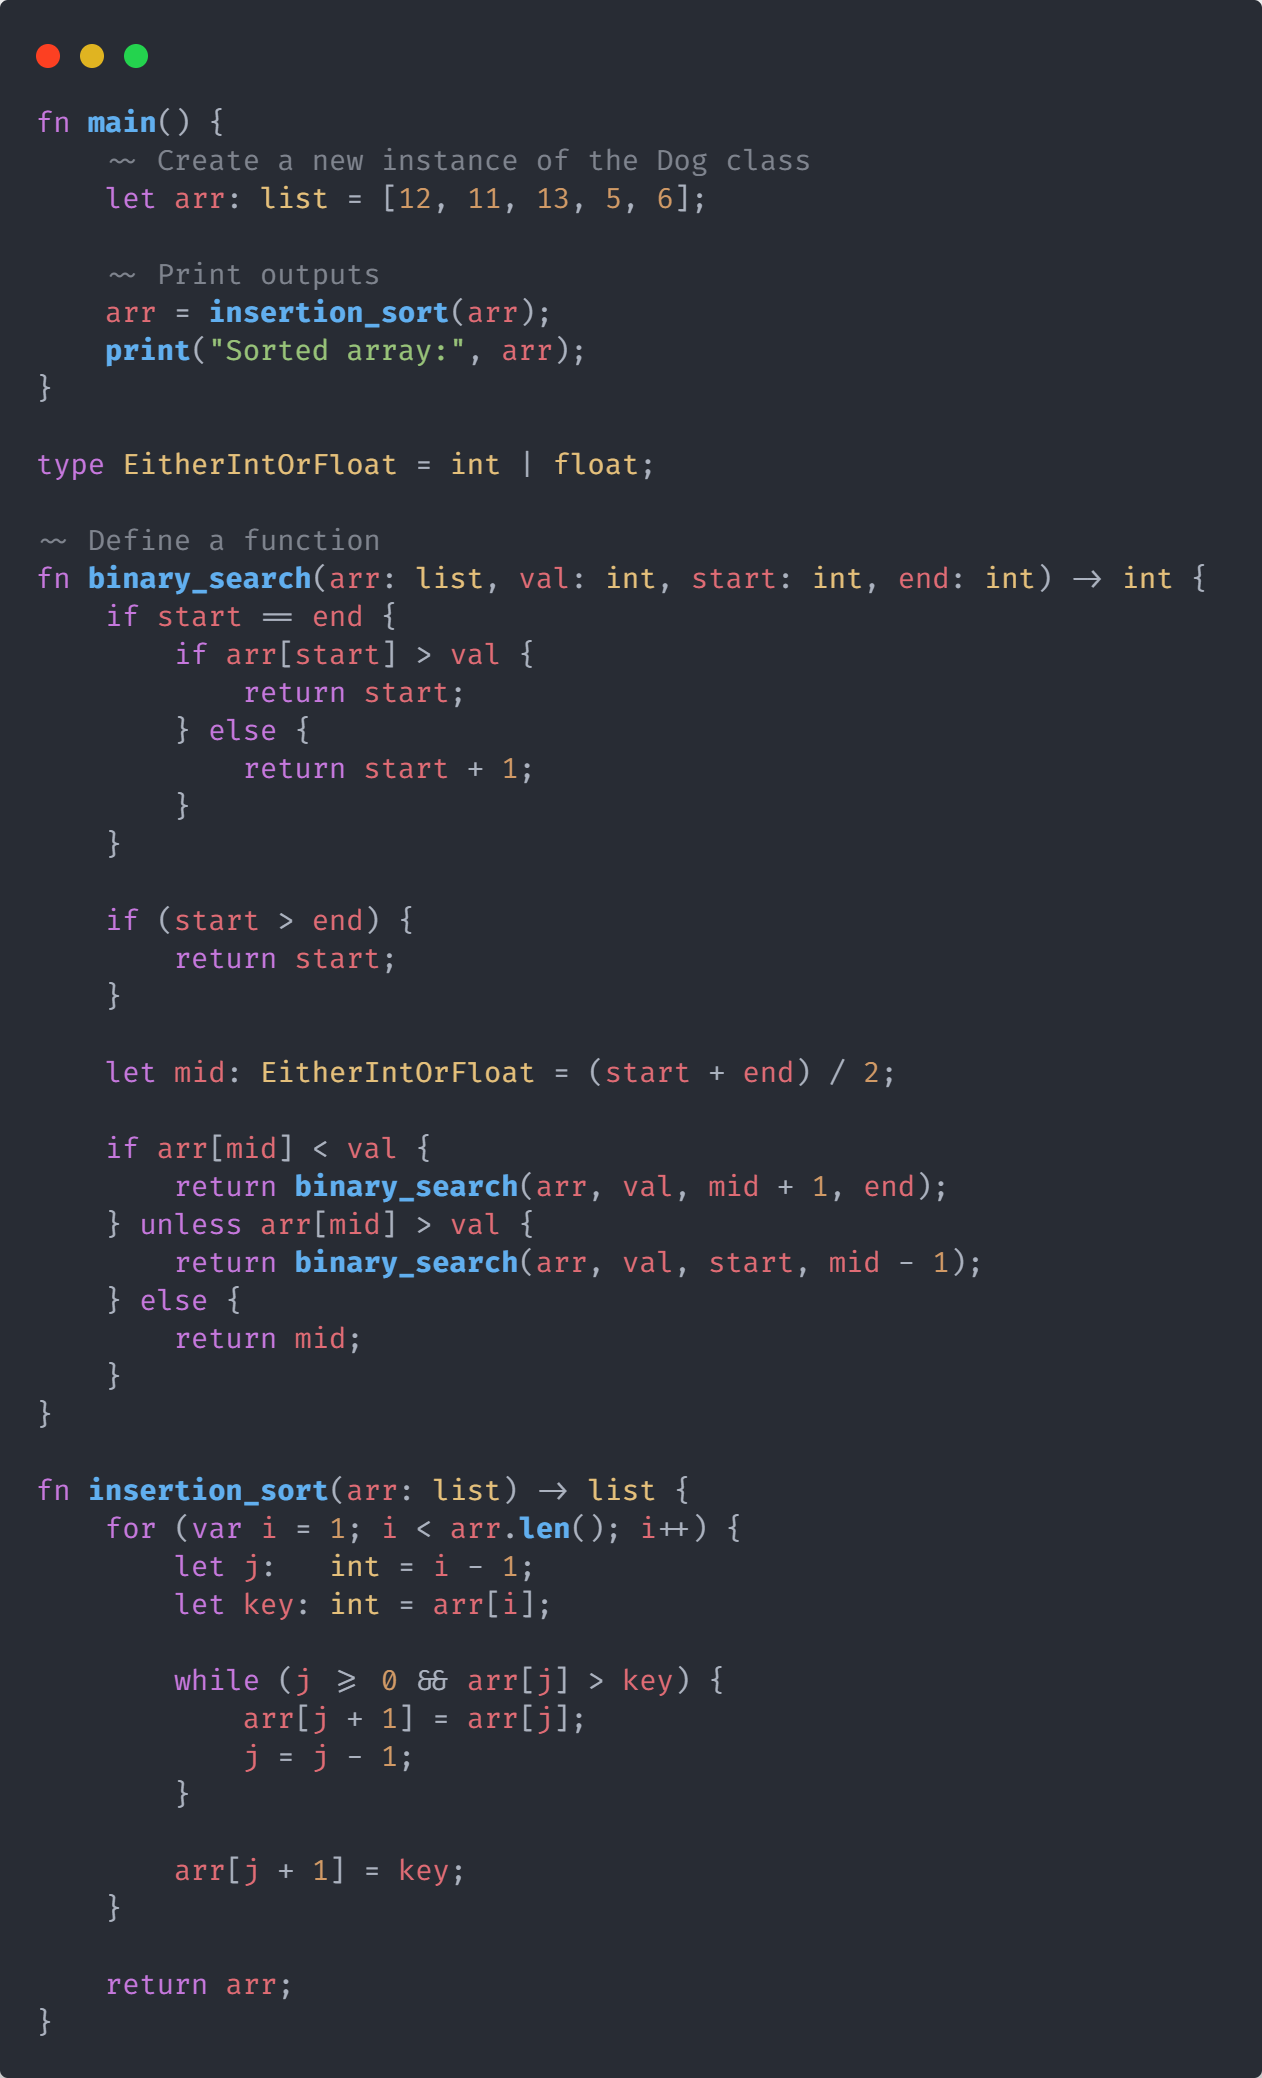 fn main() {
    ~~ Create a new instance of the Dog class
    let arr: list = [12, 11, 13, 5, 6];

    ~~ Print outputs
    arr = insertion_sort(arr);
    print("Sorted array:", arr);
}

type EitherIntOrFloat = int | float;

~~ Define a function
fn binary_search(arr: list, val: int, start: int, end: int) -> int {
    if start == end {
        if arr[start] > val {
            return start;
        } else {
            return start + 1;
        }
    }

    if (start > end) {
        return start;
    }

    let mid: EitherIntOrFloat = (start + end) / 2;

    if arr[mid] < val {
        return binary_search(arr, val, mid + 1, end);
    } unless arr[mid] > val {
        return binary_search(arr, val, start, mid - 1);
    } else {
        return mid;
    }
}

fn insertion_sort(arr: list) -> list {
    for (var i = 1; i < arr.len(); i++) {
        let j:   int = i - 1;
        let key: int = arr[i];

        while (j >= 0 && arr[j] > key) {
            arr[j + 1] = arr[j];
            j = j - 1;
        }

        arr[j + 1] = key;
    }

    return arr;
}